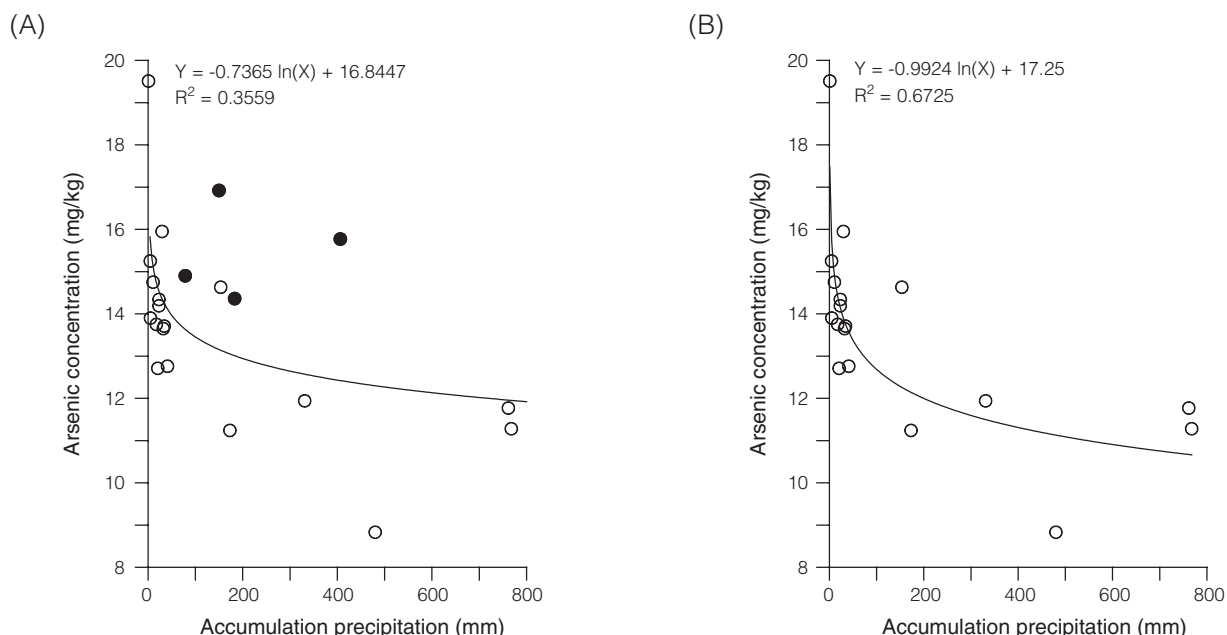 (A)
Y = -0.7365 ln(X) + 16.8447
R² = 0.3559
20
18
16
14
12
10
8
Arsenic concentration (mg/kg)
0 200 400 600 800
Accumulation precipitation (mm)
(B)
Y = -0.9924 ln(X) + 17.25
R² = 0.6725
20
18
16
14
12
10
8
Arsenic concentration (mg/kg)
0 200 400 600 800
Accumulation precipitation (mm)